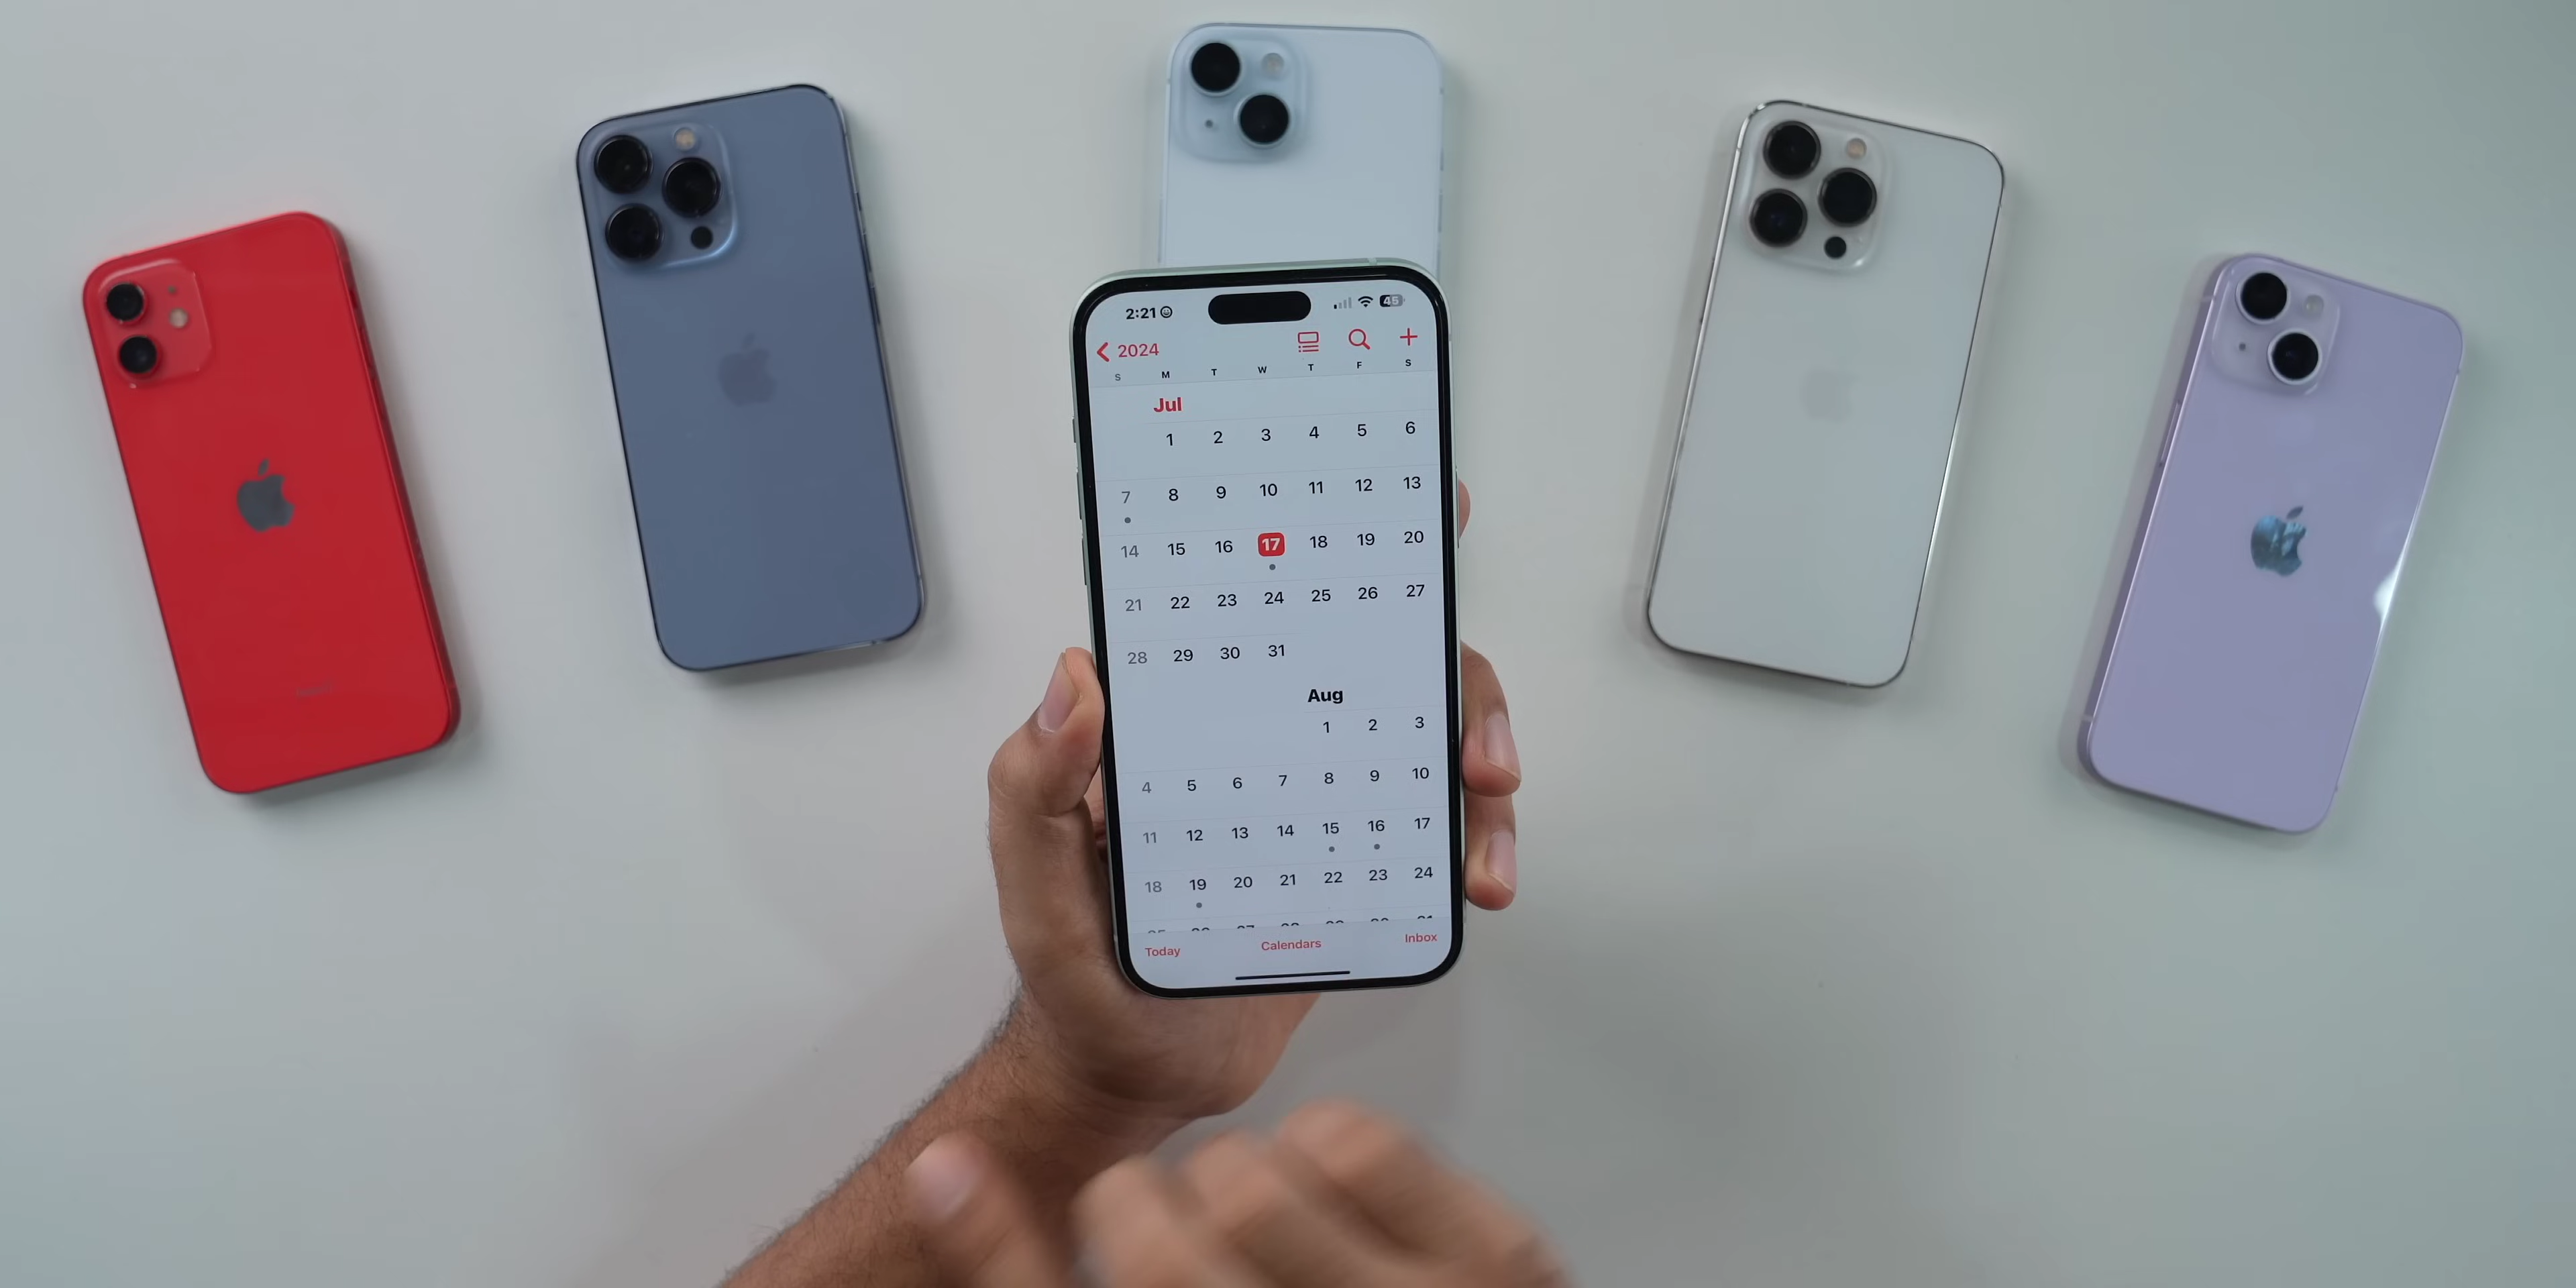 2:21 45
2024
S M T W T F S
Jul
1 2 3 4 5 6
7 8 9 10 11 12 13
14 15 16 17 18 19 20
21 22 23 24 25 26 27
28 29 30 31
Aug
1 2 3
4 5 6 7 8 9 10
11 12 13 14 15 16 17
18 19 20 21 22 23 24
Today Calendars Inbox